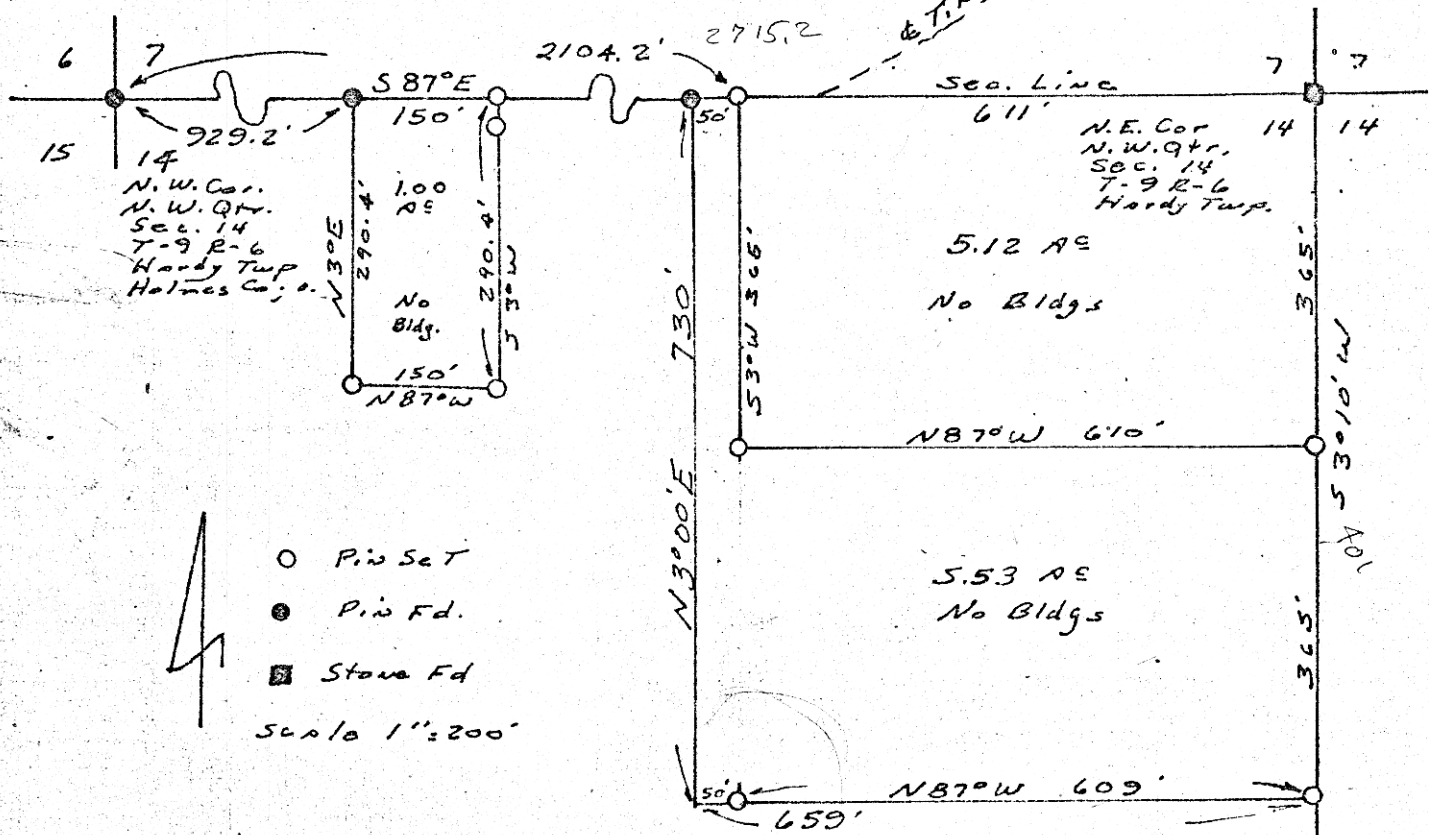 & T.R.
6 7
2104.2'
2715.2
7 7
S 87° E
150'
50'
Sec. Line
611'
929.2'
15 14
N.W. Cor.
N.W. Qtr.
Sec. 14
T-9 R-6
Hardy Twp
Holmes Co., O.
14 14
N.E. Cor
N.W. Qtr.
Sec. 14
T-9 R-6
Hardy Twp.
1.00
Ac
N 3° E
290.4'
290.4'
S 3° W
No
Bldg.
150'
N 87° W
730'
N 3° 00' E
S 3° W 365'
5.12 Ac
No Bldgs
365'
N 87° W 610'
S 3° 10' W
5.53 Ac
No Bldgs
365'
Pin Set
Pin Fd.
Stone Fd
Scale 1" = 200'
50'
N 87° W 609'
659'